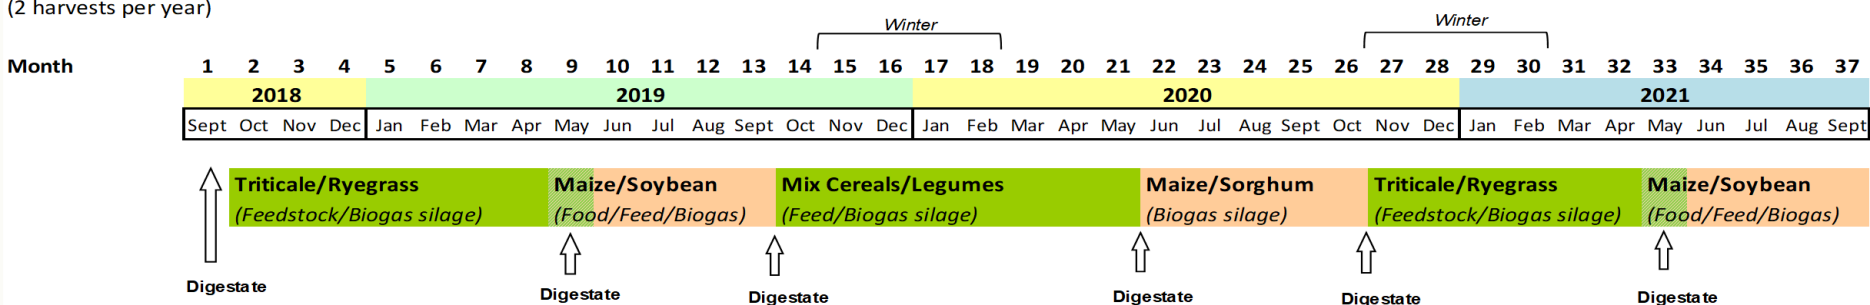 (2 harvests per year)
Winter Winter
Month 1 2 3 4 5 6 7 8 9 10 11 12 13 14 15 16 17 18 19 20 21 22 23 24 25 26 27 28 29 30 31 32 33 34 35 36 37
2018 2019 2020 2021
Sept Oct Nov Dec Jan Feb Mar Apr May Jun Jul Aug Sept Oct Nov Dec Jan Feb Mar Apr May Jun Jul Aug Sept Oct Nov Dec Jan Feb Mar Apr May Jun Jul Aug Sept
Triticale/Ryegrass Maize/Soybean Mix Cereals/Legumes Maize/Sorghum Triticale/Ryegrass Maize/Soybean
(Feedstock/Biogas silage) (Food/Feed/Biogas) (Feed/Biogas silage) (Biogas silage) (Feedstock/Biogas silage) (Food/Feed/Biogas)
Digestate Digestate Digestate Digestate Digestate Digestate